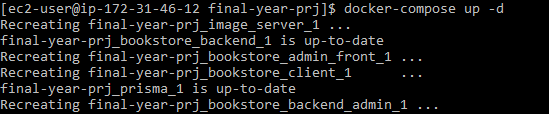 [ec2-user@ip-172-31-46-12 final-year-prj]$ docker-compose up -d
Recreating final-year-prj_image_server_1 ...
final-year-prj_bookstore_backend_1 is up-to-date
Recreating final-year-prj_bookstore_admin_front_1 ...
Recreating final-year-prj_bookstore_client_1      ...
final-year-prj_prisma_1 is up-to-date
Recreating final-year-prj_bookstore_backend_admin_1 ...